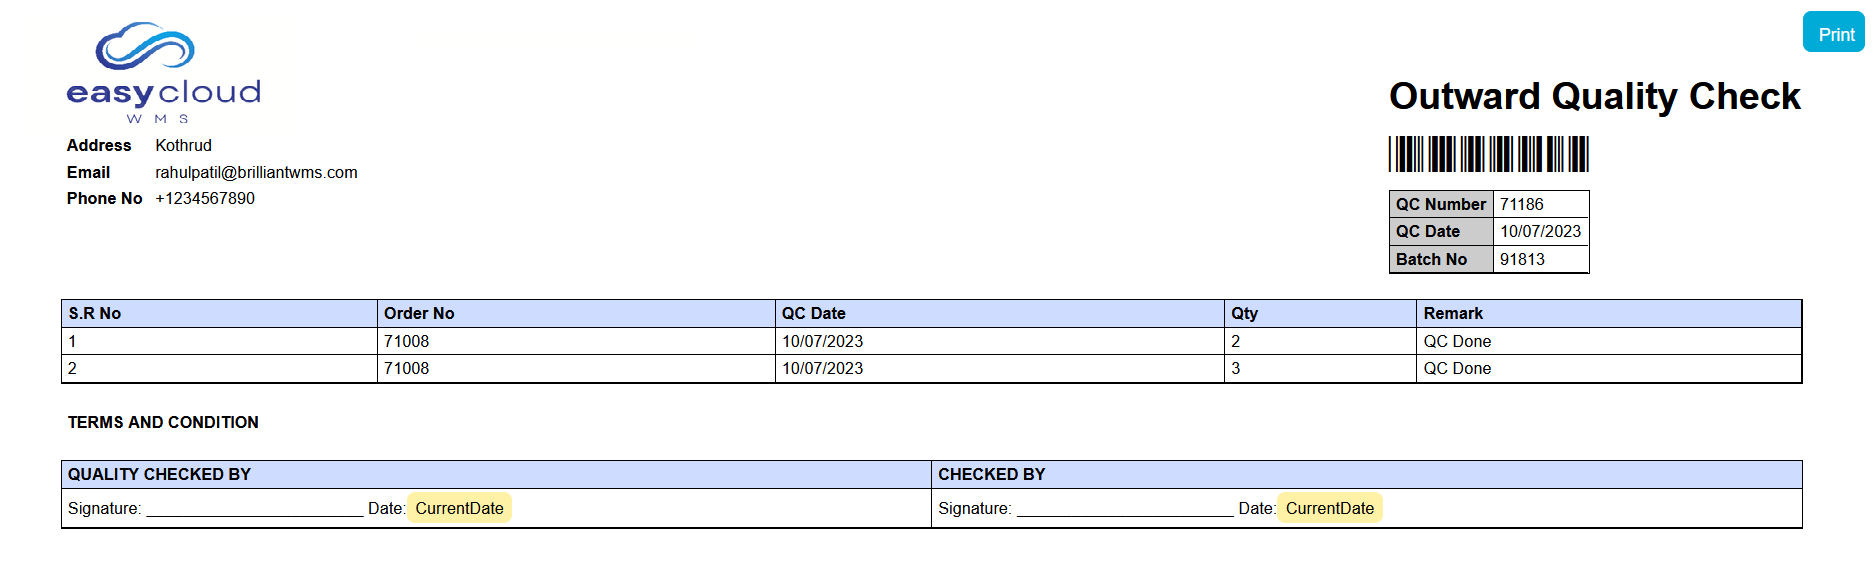 Print
easycloud
WMS
Outward Quality Check
Address Kothrud
Email rahulpatil@brilliantwms.com
Phone No +1234567890
QC Number 71186
QC Date 10/07/2023
Batch No 91813
S.R No Order No QC Date Qty Remark
1 71008 10/07/2023 2 QC Done
2 71008 10/07/2023 3 QC Done
TERMS AND CONDITION
QUALITY CHECKED BY CHECKED BY
Signature: ________________________ Date: CurrentDate Signature: ________________________ Date: CurrentDate